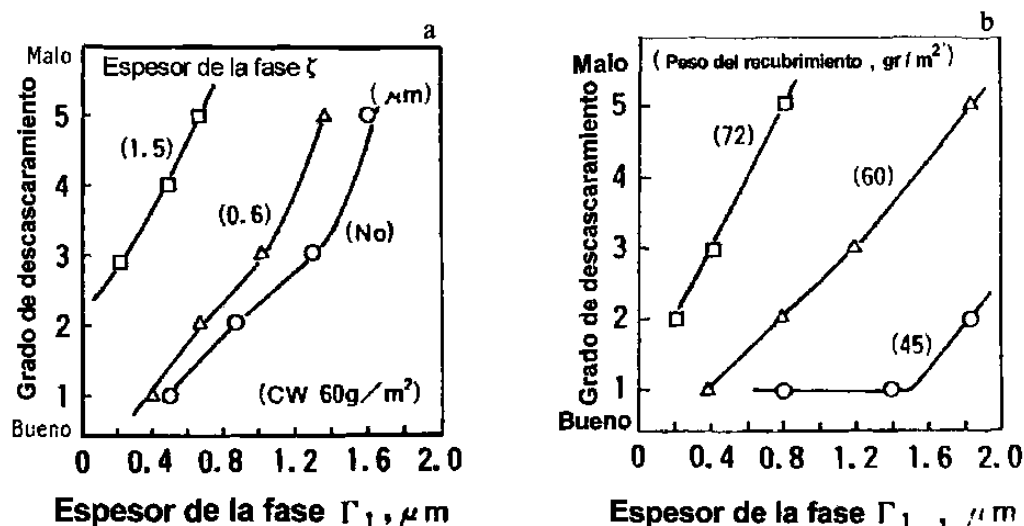 a
Malo
Espesor de la fase ζ
(μm)
Grado de descascaramiento
5
4
3
2
1
(1.5)
(0.6)
(No)
(CW 60g/m²)
Bueno
0 0.4 0.8 1.2 1.6 2.0
Espesor de la fase Γ₁, μm
b
Malo
(Peso del recubrimiento, gr/m²)
Grado de descascaramiento
5
4
3
2
1
(72)
(60)
(45)
Bueno
0 0.4 0.8 1.2 1.6 2.0
Espesor de la fase Γ₁, μm